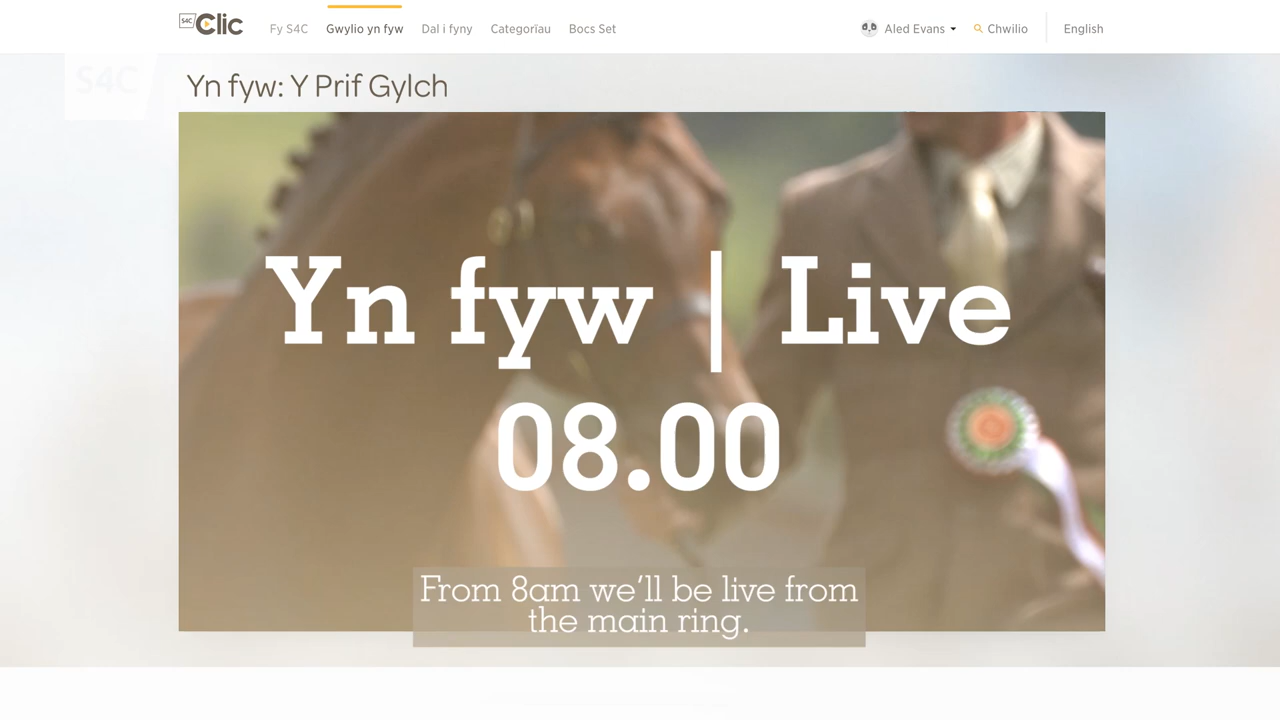 S4C Clic
Fy S4C
Gwylio yn fyw
Dal i fyny
Categorïau
Bocs Set
Aled Evans
Chwilio
English
S4C
Yn fyw: Y Prif Gylch
Yn fyw | Live
08.00
From 8am we'll be live from
the main ring.